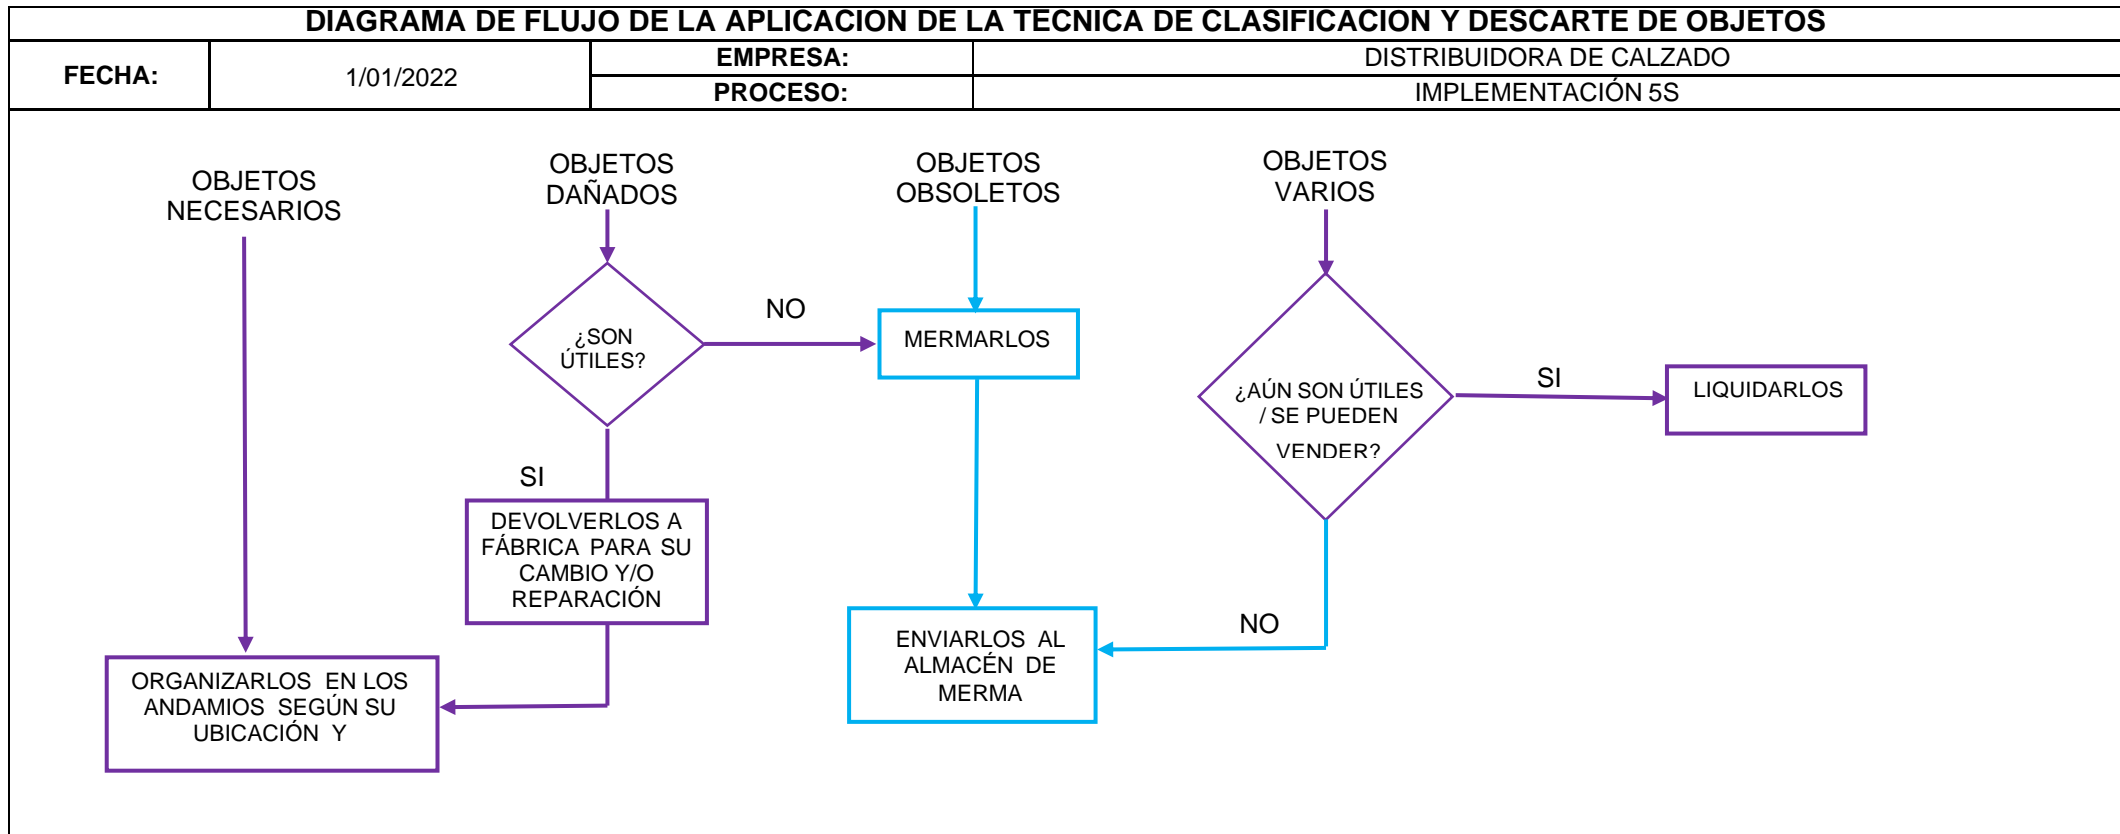 DIAGRAMA DE FLUJO DE LA APLICACION DE LA TECNICA DE CLASIFICACION Y DESCARTE DE OBJETOS
FECHA:
1/01/2022
EMPRESA:
DISTRIBUIDORA DE CALZADO
PROCESO:
IMPLEMENTACIÓN 5S
OBJETOS
NECESARIOS
OBJETOS
DAÑADOS
OBJETOS
OBSOLETOS
OBJETOS
VARIOS
¿SON
ÚTILES?
NO
MERMARLOS
¿AÚN SON ÚTILES
/ SE PUEDEN
VENDER?
SI
LIQUIDARLOS
SI
DEVOLVERLOS A
FÁBRICA PARA SU
CAMBIO Y/O
REPARACIÓN
NO
ENVIARLOS AL
ALMACÉN DE
MERMA
ORGANIZARLOS EN LOS
ANDAMIOS SEGÚN SU
UBICACIÓN Y